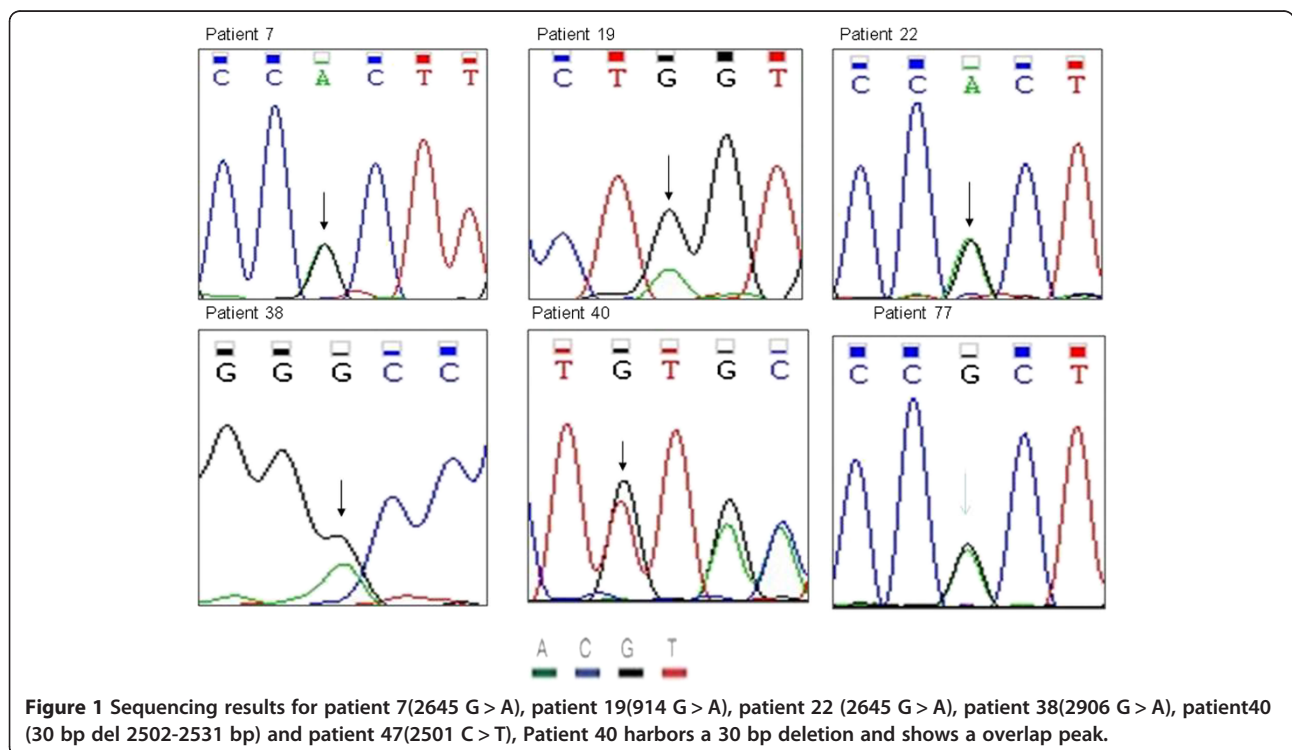 Patient 7
Patient 19
Patient 22
C C A C T T
C T G G T
C C A C T
Patient 38
Patient 40
Patient 77
G G G C C
T G T G C
C C G C T
A C G T
Figure 1 Sequencing results for patient 7(2645 G > A), patient 19(914 G > A), patient 22 (2645 G > A), patient 38(2906 G > A), patient40
(30 bp del 2502-2531 bp) and patient 47(2501 C > T), Patient 40 harbors a 30 bp deletion and shows a overlap peak.